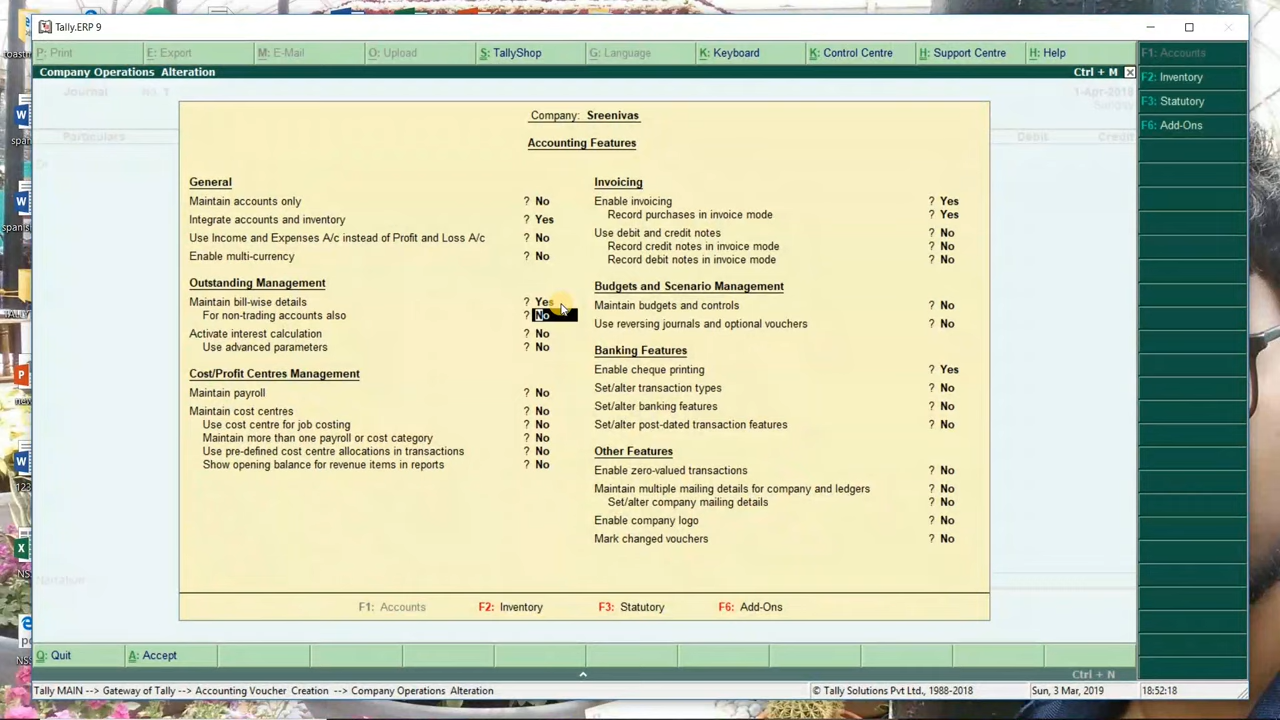 Tally.ERP 9
P: Print E: Export M: E-Mail O: Upload S: TallyShop G: Language K: Keyboard K: Control Centre H: Support Centre H: Help
F1: Accounts
F2: Inventory
F3: Statutory
F6: Add-Ons
Company Operations Alteration Ctrl + M
Journal No. 1 1-Apr-2018
Sunday
Particulars Debit Credit
Company: Sreenivas
Accounting Features
General
Maintain accounts only ? No
Integrate accounts and inventory ? Yes
Use Income and Expenses A/c instead of Profit and Loss A/c ? No
Enable multi-currency ? No
Outstanding Management
Maintain bill-wise details ? Yes
For non-trading accounts also ? No
Activate interest calculation ? No
Use advanced parameters ? No
Cost/Profit Centres Management
Maintain payroll ? No
Maintain cost centres ? No
Use cost centre for job costing ? No
Maintain more than one payroll or cost category ? No
Use pre-defined cost centre allocations in transactions ? No
Show opening balance for revenue items in reports ? No
Invoicing
Enable invoicing ? Yes
Record purchases in invoice mode ? Yes
Use debit and credit notes ? No
Record credit notes in invoice mode ? No
Record debit notes in invoice mode ? No
Budgets and Scenario Management
Maintain budgets and controls ? No
Use reversing journals and optional vouchers ? No
Banking Features
Enable cheque printing ? Yes
Set/alter transaction types ? No
Set/alter banking features ? No
Set/alter post-dated transaction features ? No
Other Features
Enable zero-valued transactions ? No
Maintain multiple mailing details for company and ledgers ? No
Set/alter company mailing details ? No
Enable company logo ? No
Mark changed vouchers ? No
Narrative
F1: Accounts F2: Inventory F3: Statutory F6: Add-Ons
Q: Quit A: Accept
Ctrl + N
Tally MAIN --> Gateway of Tally --> Accounting Voucher Creation --> Company Operations Alteration © Tally Solutions Pvt Ltd., 1988-2018 Sun, 3 Mar, 2019 18:52:18